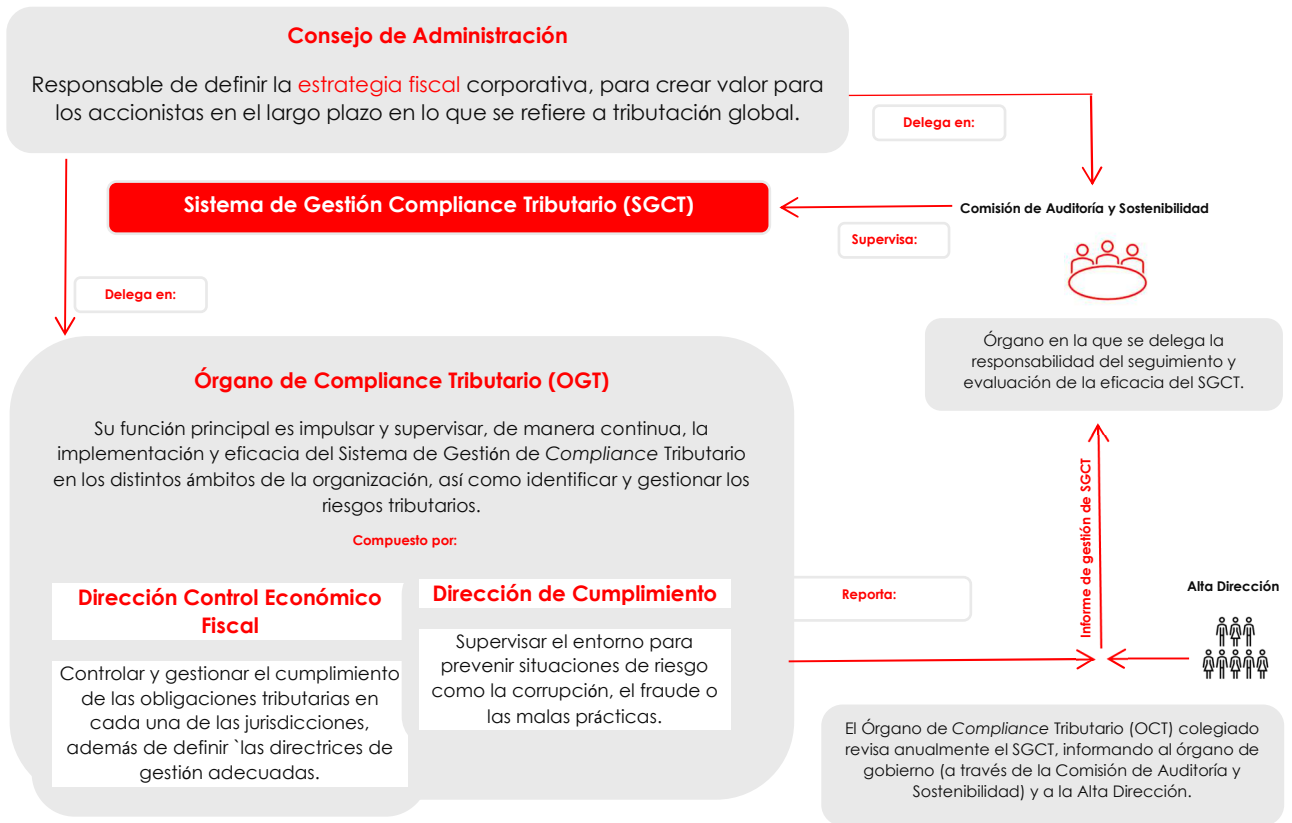 Consejo de Administración
Responsable de definir la estrategia fiscal corporativa, para crear valor para
los accionistas en el largo plazo en lo que se refiere a tributación global.
Delega en:
Sistema de Gestión Compliance Tributario (SGCT)
Comisión de Auditoría y Sostenibilidad
Supervisa:
Delega en:
Órgano en la que se delega la
responsabilidad del seguimiento y
evaluación de la eficacia del SGCT.
Órgano de Compliance Tributario (OGT)
Su función principal es impulsar y supervisar, de manera continua, la
implementación y eficacia del Sistema de Gestión de Compliance Tributario
en los distintos ámbitos de la organización, así como identificar y gestionar los
riesgos tributarios.
Compuesto por:
Dirección Control Económico
Fiscal
Controlar y gestionar el cumplimiento
de las obligaciones tributarias en
cada una de las jurisdicciones,
además de definir `las directrices de
gestión adecuadas.
Dirección de Cumplimiento
Supervisar el entorno para
prevenir situaciones de riesgo
como la corrupción, el fraude o
las malas prácticas.
Reporta:
Informe de gestión de SGCT
Alta Dirección
El Órgano de Compliance Tributario (OCT) colegiado
revisa anualmente el SGCT, informando al órgano de
gobierno (a través de la Comisión de Auditoría y
Sostenibilidad) y a la Alta Dirección.